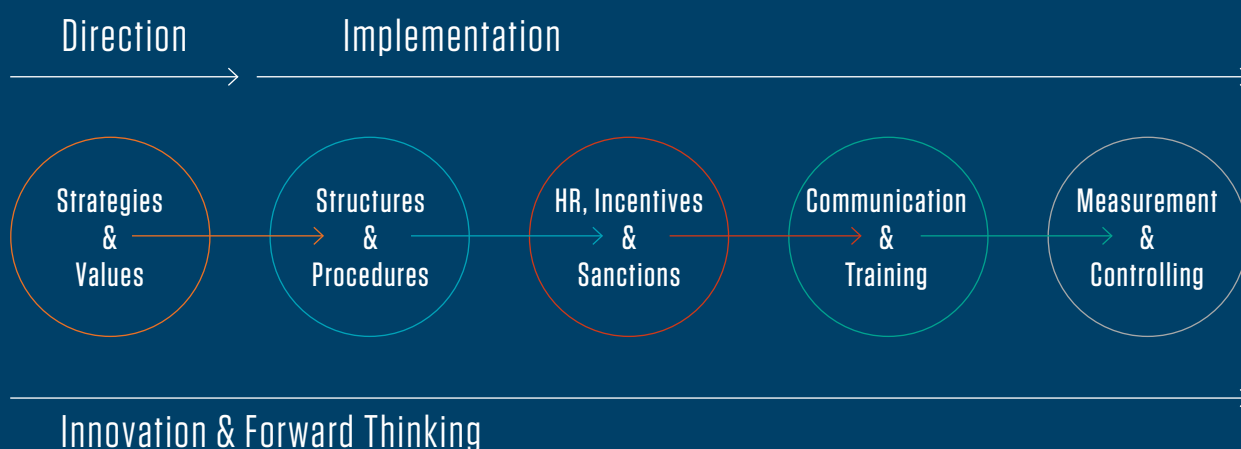 Direction
Implementation
Strategies
&
Values
Structures
&
Procedures
HR, Incentives
&
Sanctions
Communication
&
Training
Measurement
&
Controlling
Innovation & Forward Thinking